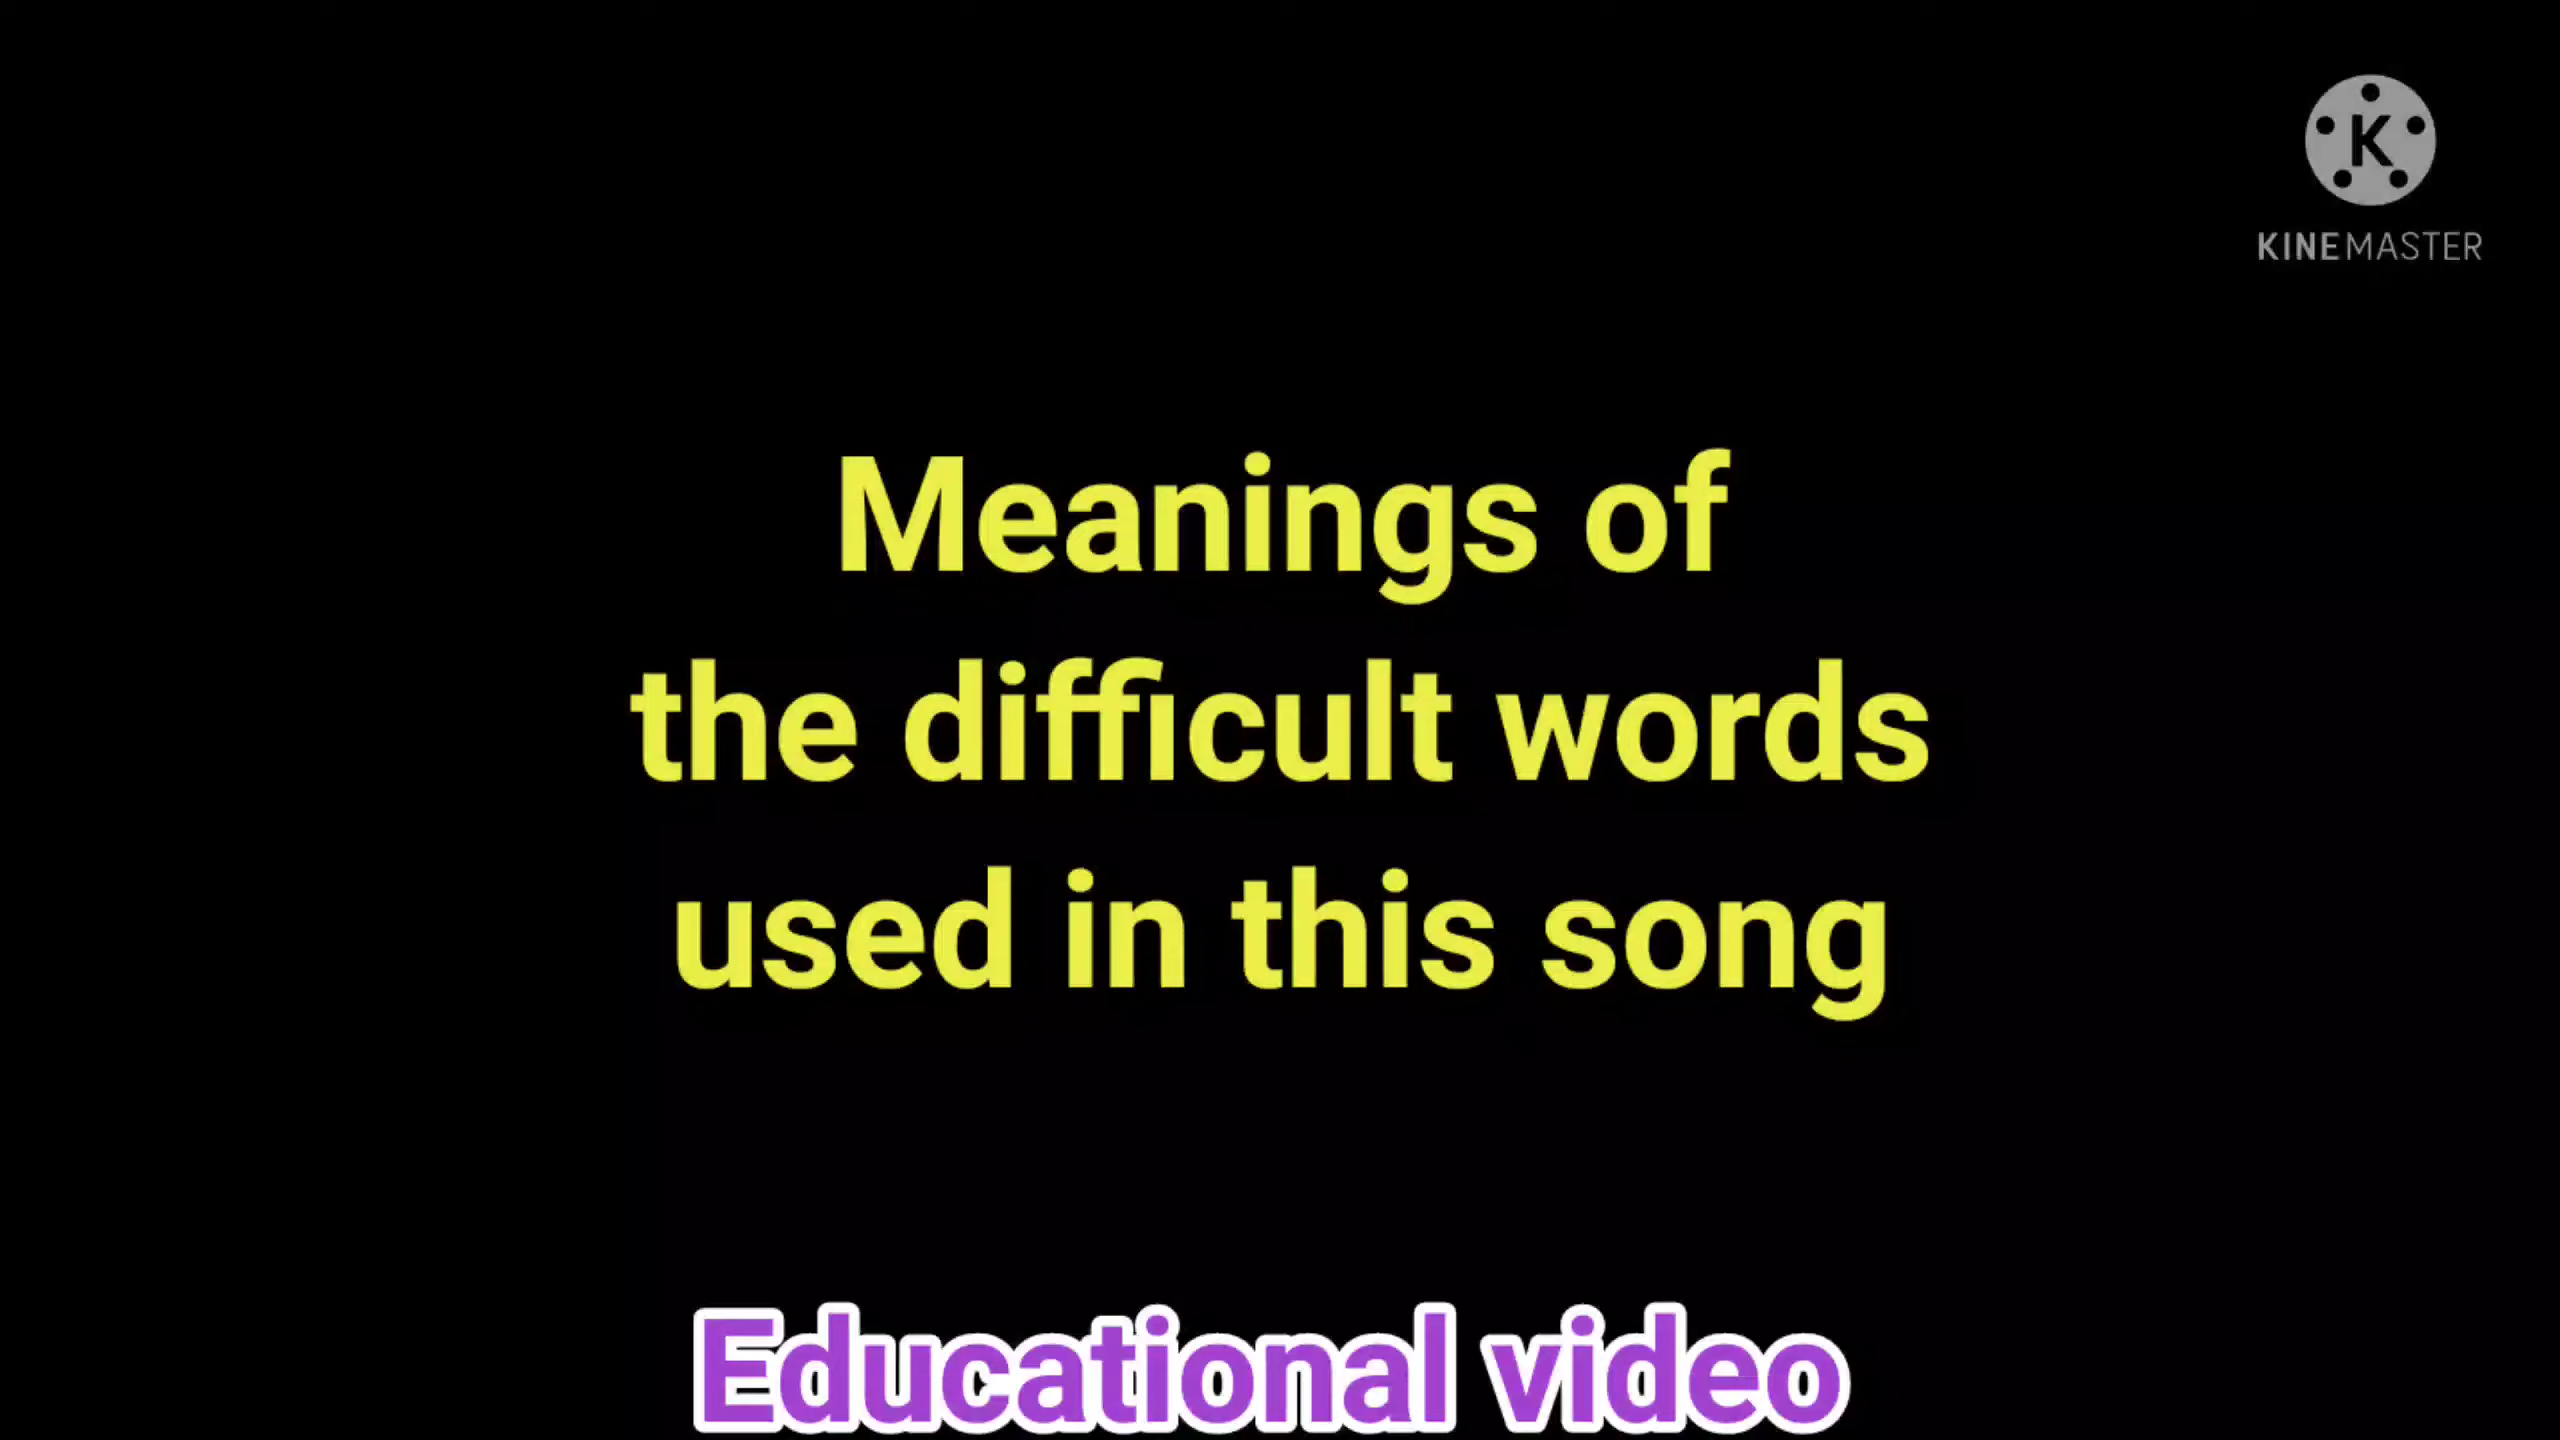 K
KINEMASTER
Meanings of
the difficult words
used in this song
Educational video